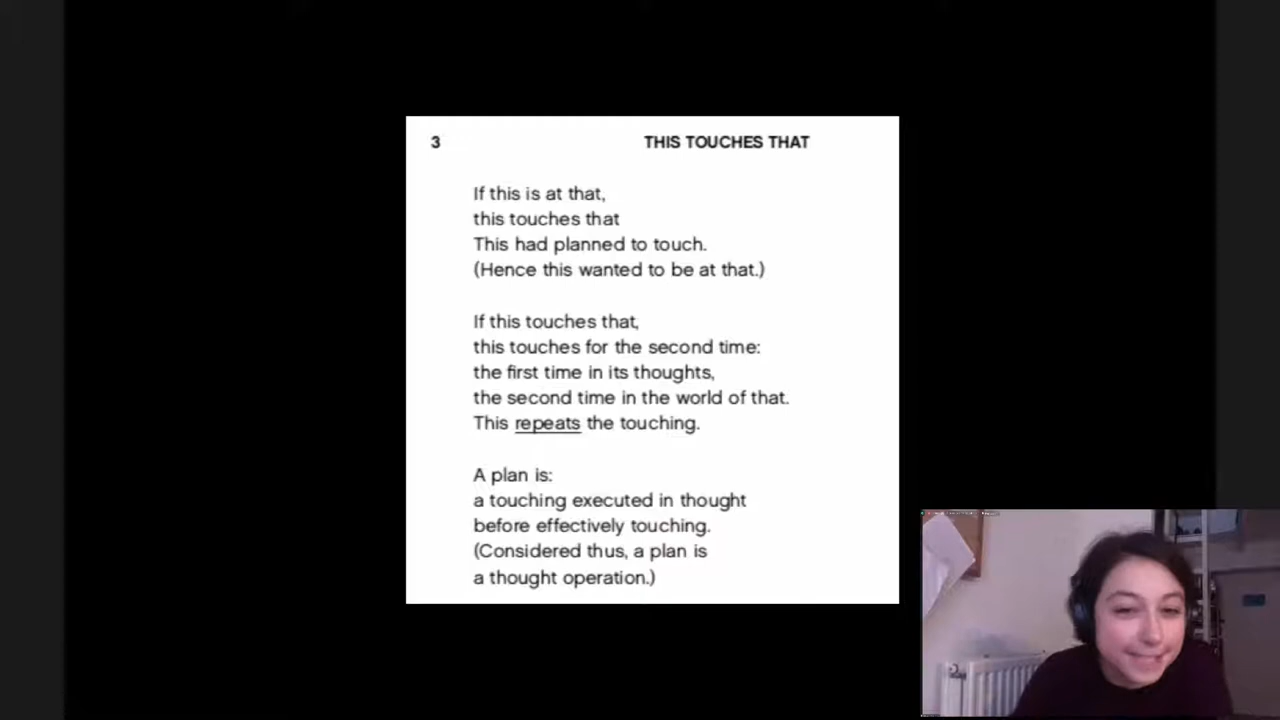 3 THIS TOUCHES THAT
If this is at that,
this touches that
This had planned to touch.
(Hence this wanted to be at that.)
If this touches that,
this touches for the second time:
the first time in its thoughts,
the second time in the world of that.
This repeats the touching.
A plan is:
a touching executed in thought
before effectively touching.
(Considered thus, a plan is
a thought operation.)